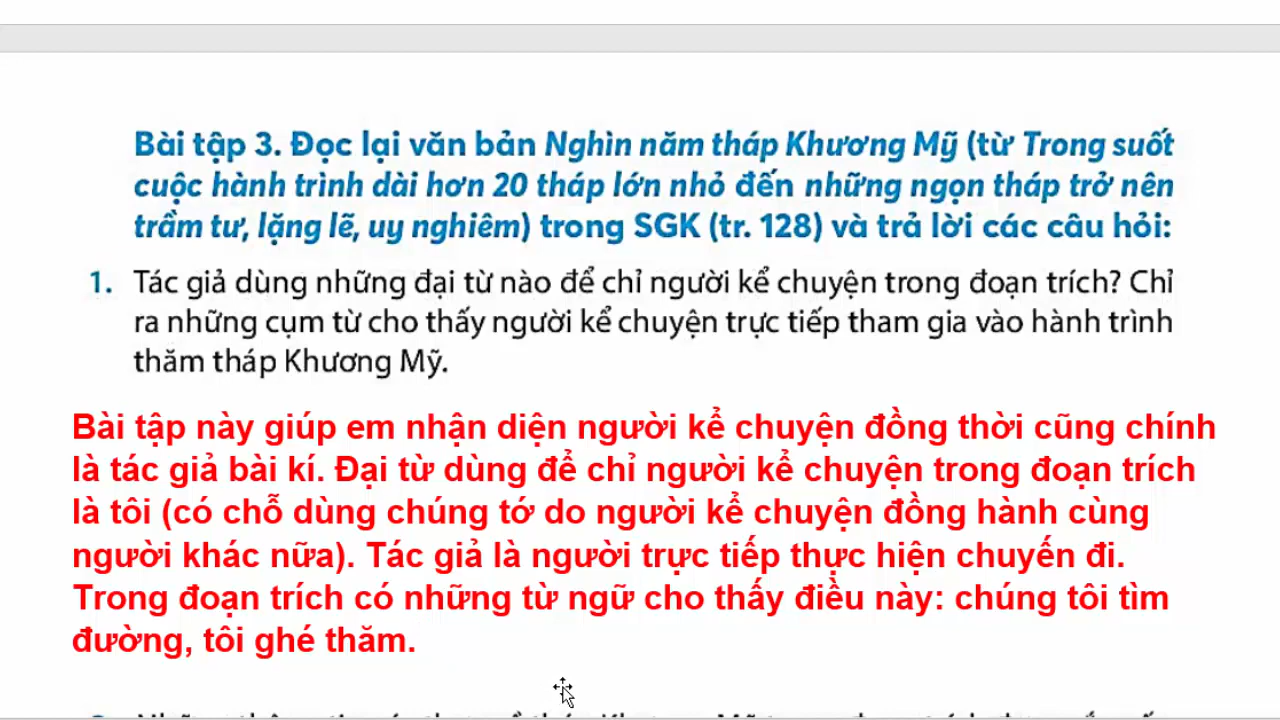 Bài tập 3. Đọc lại văn bản Nghìn năm tháp Khương Mỹ (từ Trong suốt
cuộc hành trình dài hơn 20 tháp lớn nhỏ đến những ngọn tháp trở nên
trầm tư, lặng lẽ, uy nghiêm) trong SGK (tr. 128) và trả lời các câu hỏi:
1. Tác giả dùng những đại từ nào để chỉ người kể chuyện trong đoạn trích? Chỉ
ra những cụm từ cho thấy người kể chuyện trực tiếp tham gia vào hành trình
thăm tháp Khương Mỹ.
Bài tập này giúp em nhận diện người kể chuyện đồng thời cũng chính
là tác giả bài kí. Đại từ dùng để chỉ người kể chuyện trong đoạn trích
là tôi (có chỗ dùng chúng tớ do người kể chuyện đồng hành cùng
người khác nữa). Tác giả là người trực tiếp thực hiện chuyến đi.
Trong đoạn trích có những từ ngữ cho thấy điều này: chúng tôi tìm
đường, tôi ghé thăm.